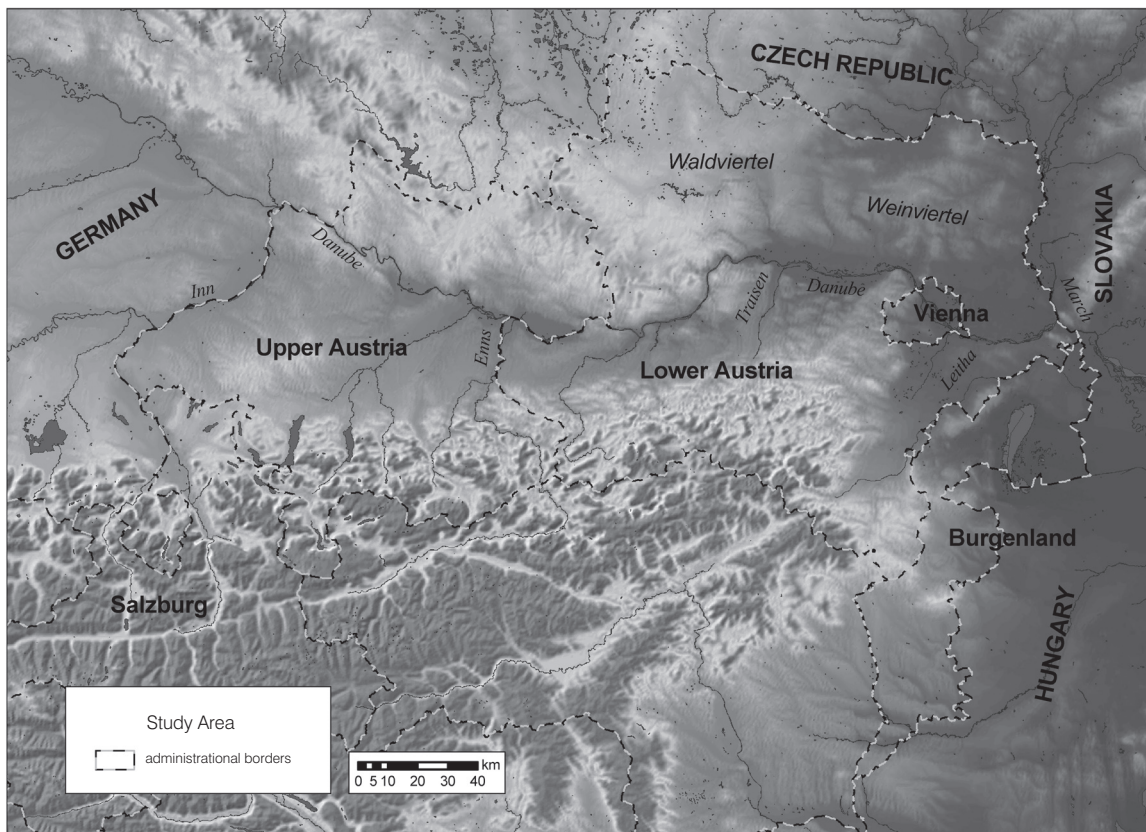 CZECH REPUBLIC
Waldviertel
GERMANY
SLOVAKIA
Weinviertel
Danube
Inn
Traisen
Danube
March
Vienna
Upper Austria
Enns
Lower Austria
Leitha
Burgenland
Salzburg
HUNGARY
Study Area
administrational borders
km
0 5 10 20 30 40